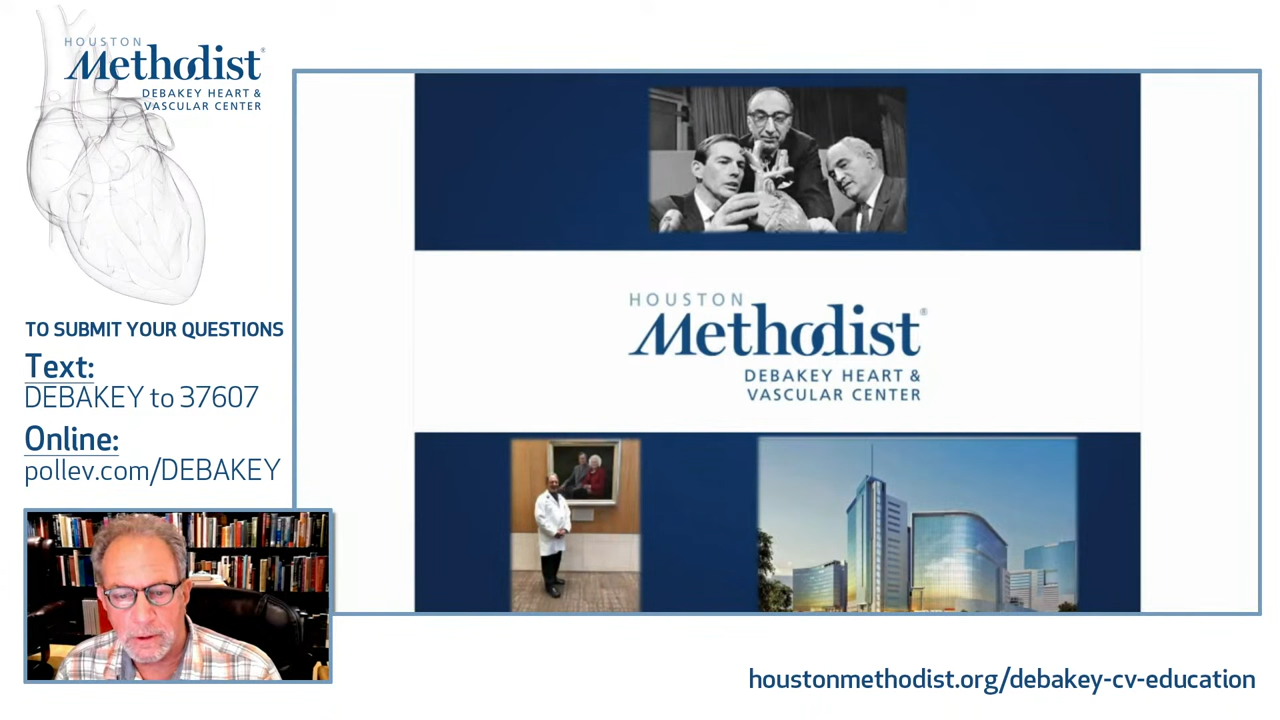 HOUSTON
Methodist®
DEBAKEY HEART &
VASCULAR CENTER
TO SUBMIT YOUR QUESTIONS
Text:
DEBAKEY to 37607
Online:
pollev.com/DEBAKEY
HOUSTON
Methodist®
DEBAKEY HEART &
VASCULAR CENTER
houstonmethodist.org/debakey-cv-education